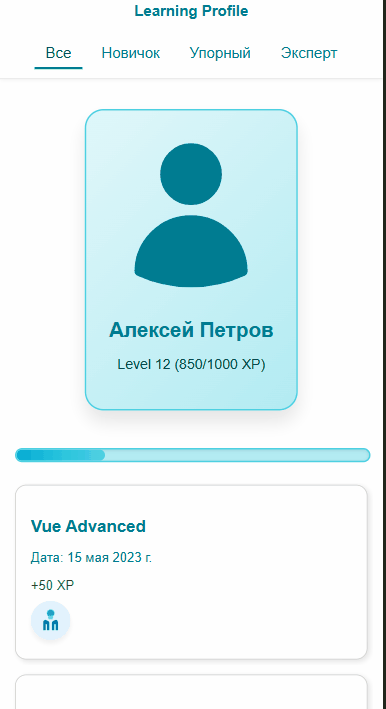 Learning Profile
Все Новичок Упорный Эксперт
Алексей Петров
Level 12 (850/1000 XP)
Vue Advanced
Дата: 15 мая 2023 г.
+50 XP